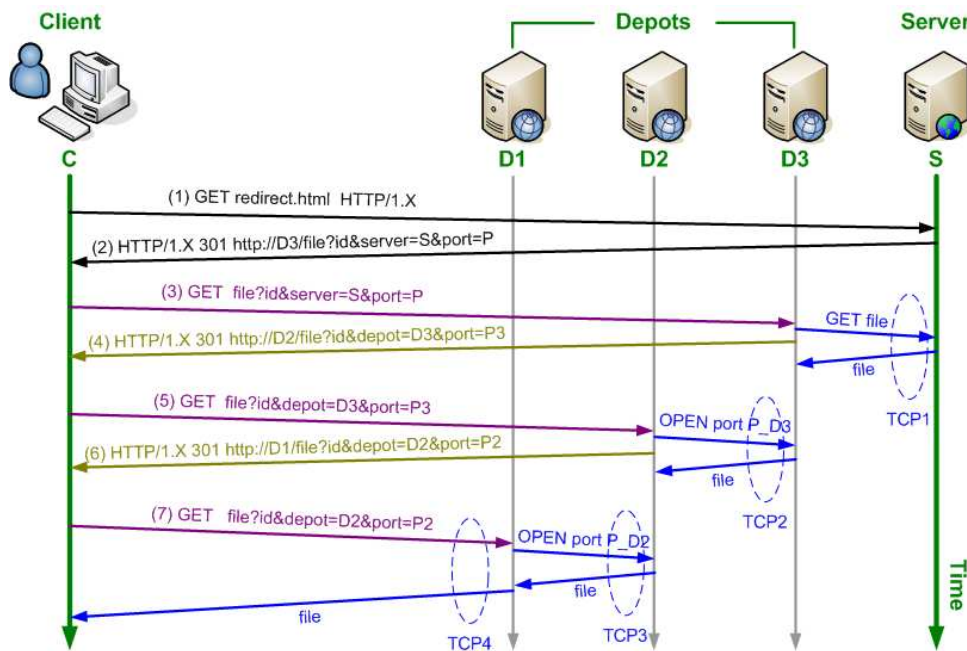 Client
Depots
Server
C
D1
D2
D3
S
(1) GET redirect.html HTTP/1.X
(2) HTTP/1.X 301 http://D3/file?id&server=S&port=P
(3) GET file?id&server=S&port=P
GET file
(4) HTTP/1.X 301 http://D2/file?id&depot=D3&port=P3
file
TCP1
(5) GET file?id&depot=D3&port=P3
OPEN port P_D3
(6) HTTP/1.X 301 http://D1/file?id&depot=D2&port=P2
file
TCP2
(7) GET file?id&depot=D2&port=P2
OPEN port P_D2
file
file
TCP4
TCP3
Time